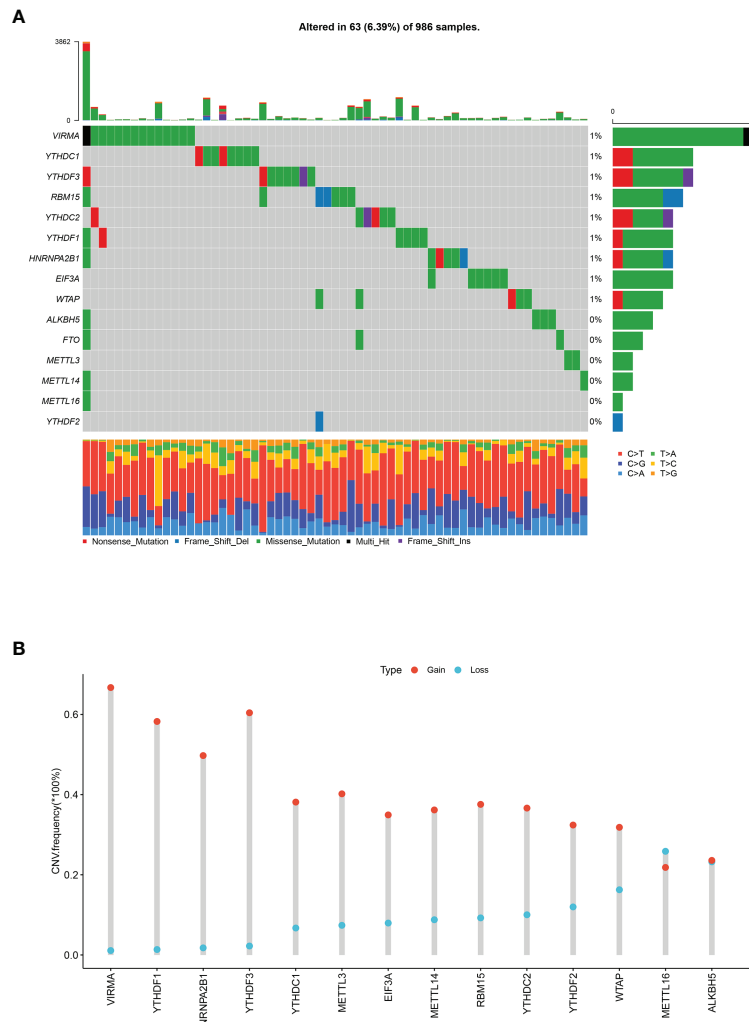 A
Altered in 63 (6.39%) of 986 samples.
3862
0
0
VIRMA 1%
YTHDC1 1%
YTHDF3 1%
RBM15 1%
YTHDC2 1%
YTHDF1 1%
HNRNPA2B1 1%
EIF3A 1%
WTAP 1%
ALKBH5 0%
FTO 0%
METTL3 0%
METTL14 0%
METTL16 0%
YTHDF2 0%
C>T T>A
C>G T>C
C>A T>G
Nonsense_Mutation Frame_Shift_Del Missense_Mutation Multi_Hit Frame_Shift_Ins
B
Type Gain Loss
CNV.frequency(*100%)
0.6
0.4
0.2
0.0
VIRMA
YTHDF1
NRNPA2B1
YTHDF3
YTHDC1
METTL3
EIF3A
METTL14
RBM15
YTHDC2
YTHDF2
WTAP
METTL16
ALKBH5